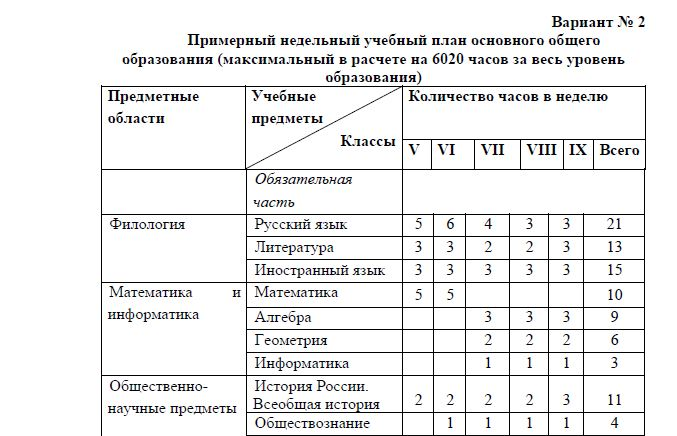 Вариант № 2
Примерный недельный учебный план основного общего
образования (максимальный в расчете на 6020 часов за весь уровень
образования)
Предметные области Учебные предметы Классы Количество часов в неделю
V VI VII VIII IX Всего
Обязательная часть
Филология Русский язык 5 6 4 3 3 21
Литература 3 3 2 2 3 13
Иностранный язык 3 3 3 3 3 15
Математика и информатика Математика 5 5 10
Алгебра 3 3 3 9
Геометрия 2 2 2 6
Информатика 1 1 1 3
Общественно-научные предметы История России. Всеобщая история 2 2 2 2 3 11
Обществознание 1 1 1 1 4